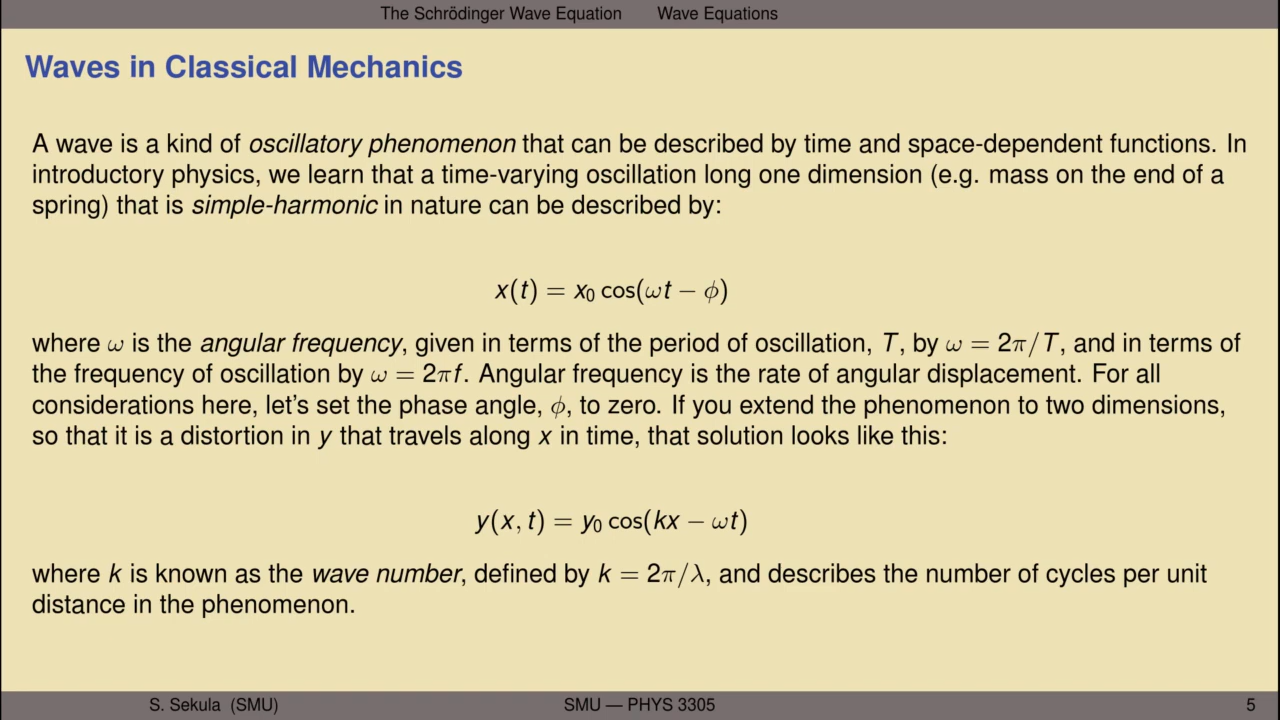 The Schrödinger Wave Equation Wave Equations
Waves in Classical Mechanics
A wave is a kind of oscillatory phenomenon that can be described by time and space-dependent functions. In
introductory physics, we learn that a time-varying oscillation long one dimension (e.g. mass on the end of a
spring) that is simple-harmonic in nature can be described by:
x(t) = x₀ cos(ωt − ϕ)
where ω is the angular frequency, given in terms of the period of oscillation, T, by ω = 2π/T, and in terms of
the frequency of oscillation by ω = 2πf. Angular frequency is the rate of angular displacement. For all
considerations here, let's set the phase angle, ϕ, to zero. If you extend the phenomenon to two dimensions,
so that it is a distortion in y that travels along x in time, that solution looks like this:
y(x, t) = y₀ cos(kx − ωt)
where k is known as the wave number, defined by k = 2π/λ, and describes the number of cycles per unit
distance in the phenomenon.
S. Sekula (SMU) SMU — PHYS 3305 5